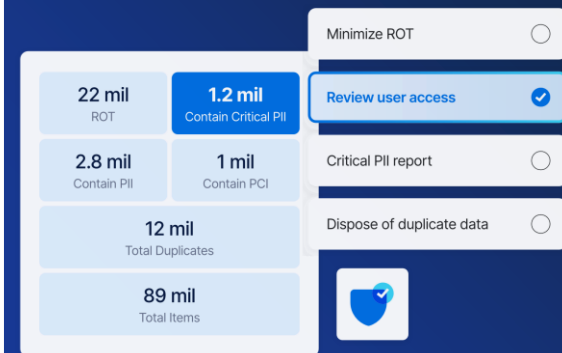 22 mil
ROT
1.2 mil
Contain Critical PII
2.8 mil
Contain PII
1 mil
Contain PCI
12 mil
Total Duplicates
89 mil
Total Items
Minimize ROT
Review user access
Critical PII report
Dispose of duplicate data